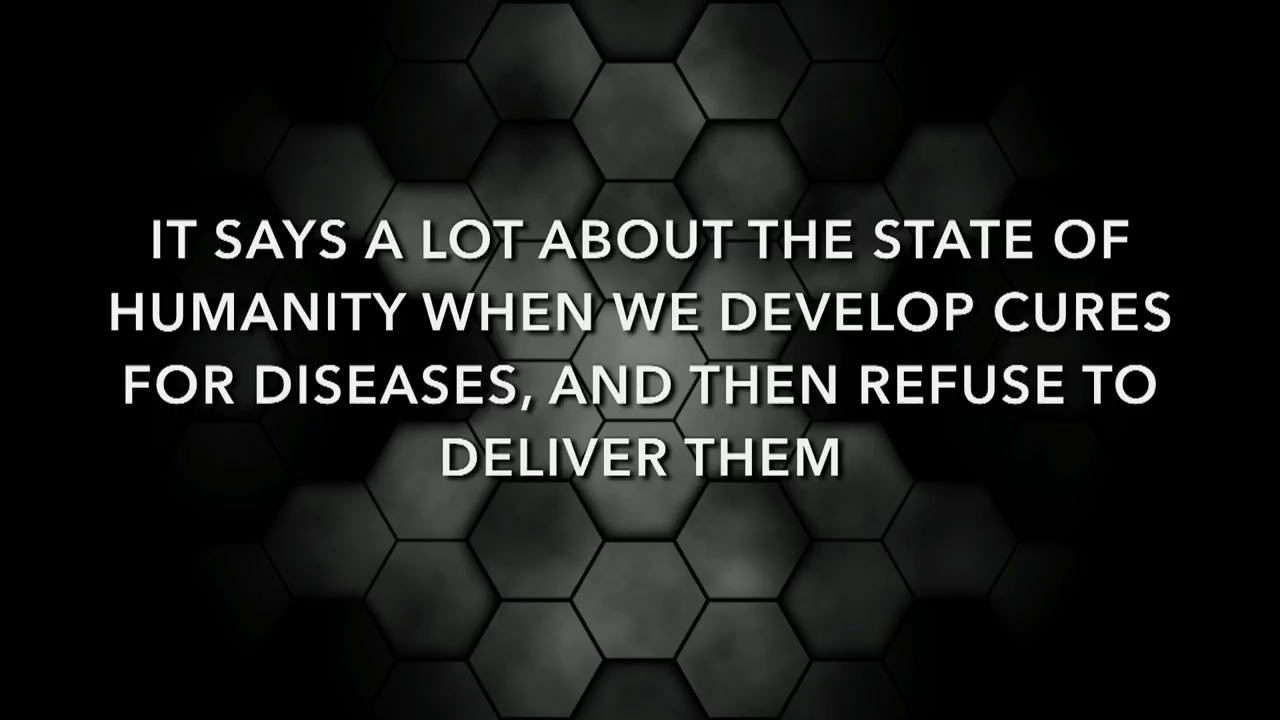 IT SAYS A LOT ABOUT THE STATE OF
HUMANITY WHEN WE DEVELOP CURES
FOR DISEASES, AND THEN REFUSE TO
DELIVER THEM